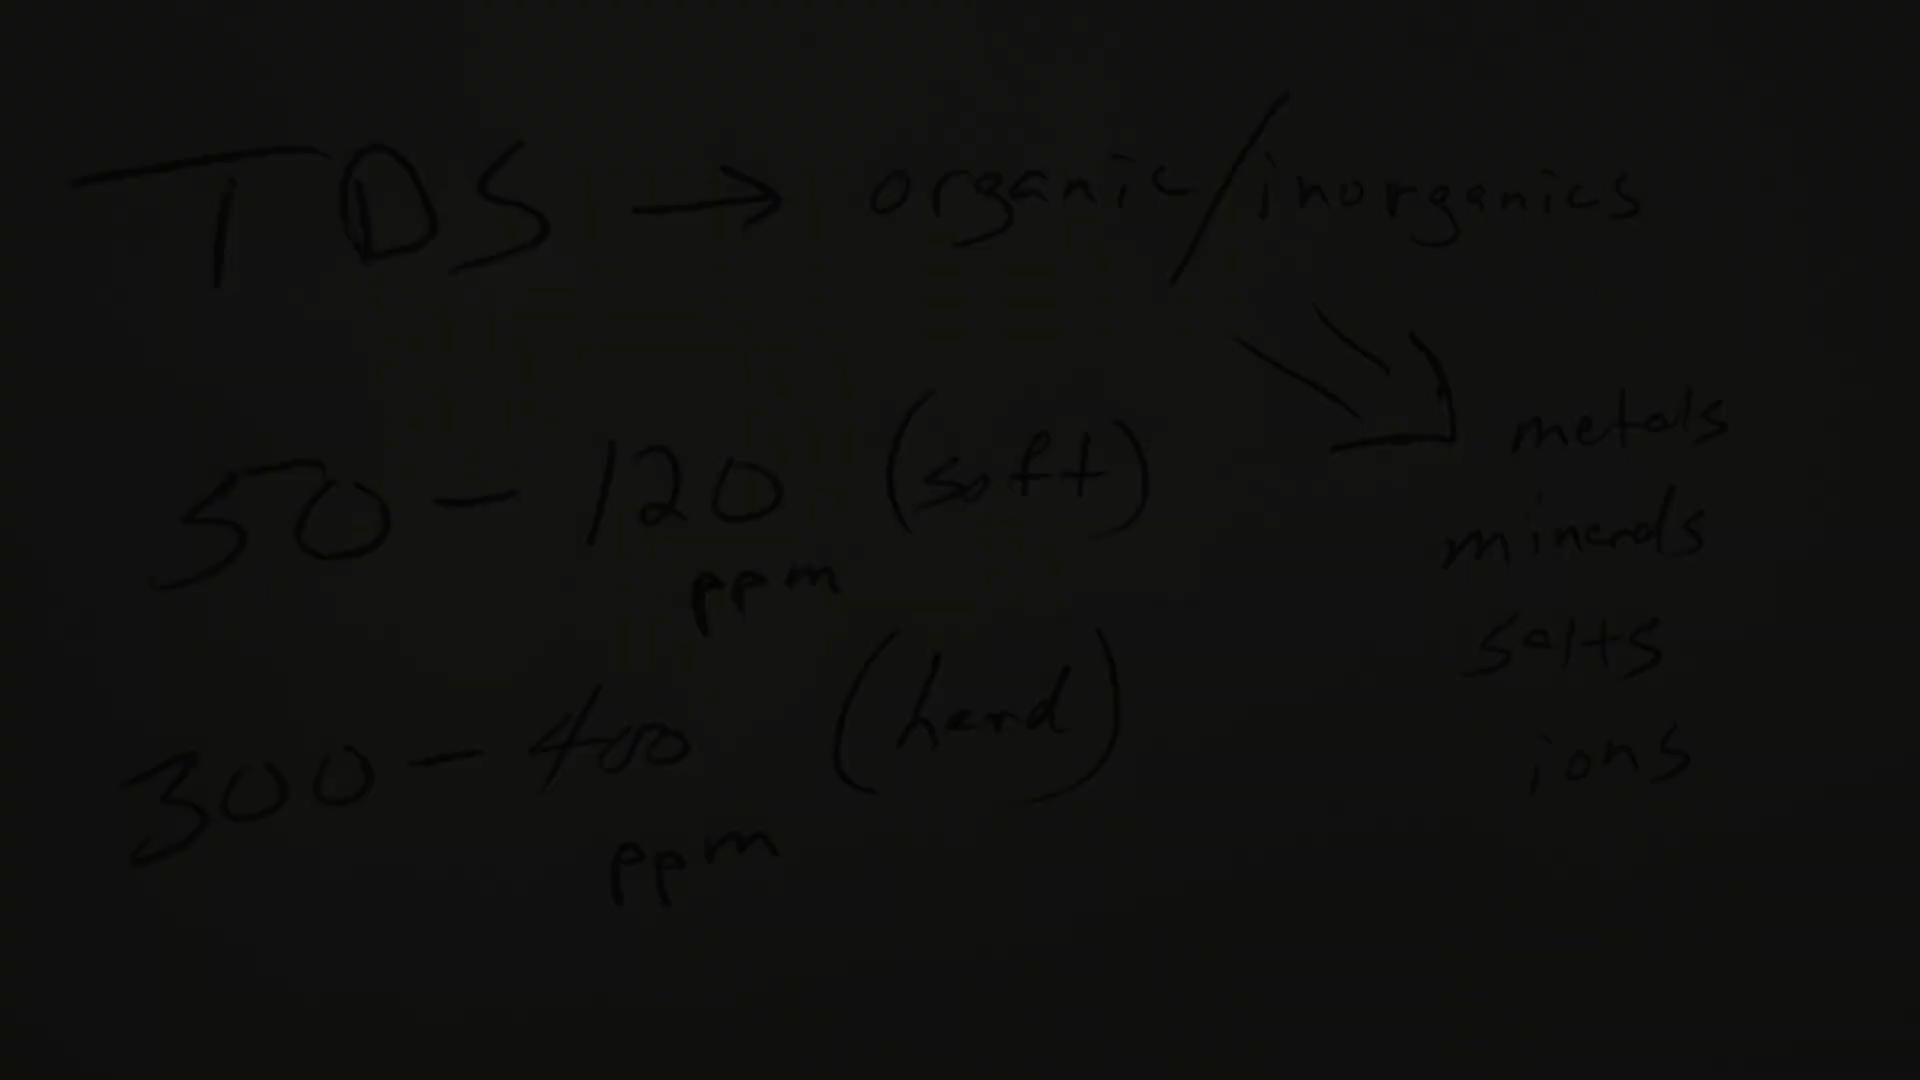 TDS → organic/inorganics
50 - 120 (soft)
ppm
300 - 400 (hard)
ppm
metals
minerals
salts
ions